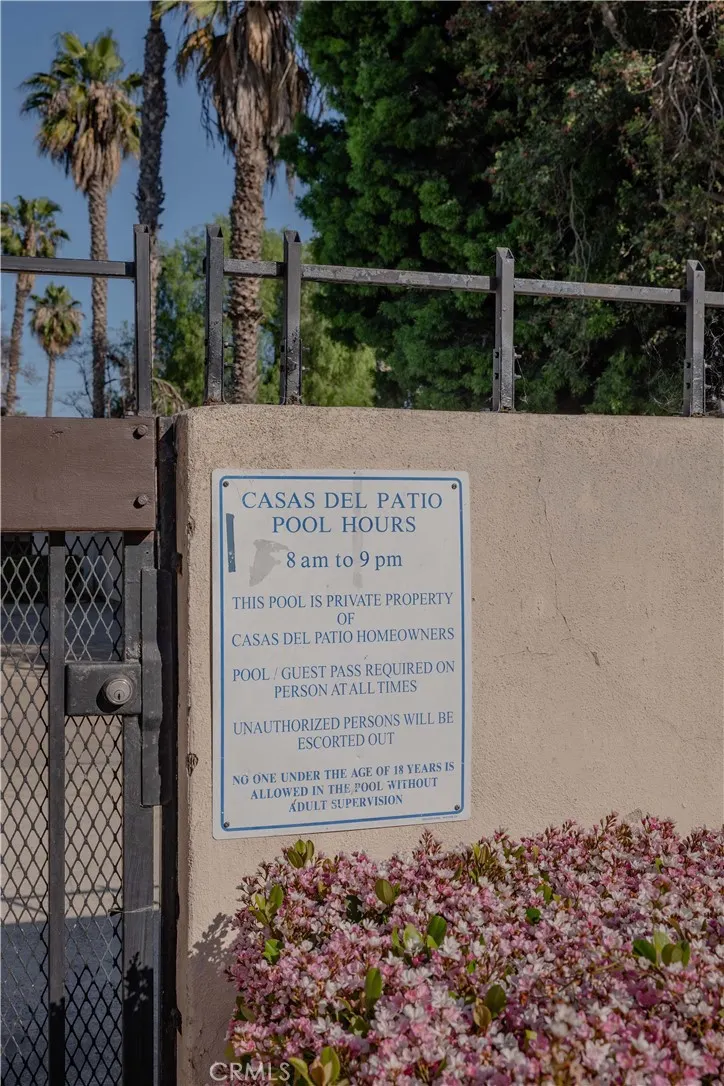 CASAS DEL PATIO
POOL HOURS
8 am to 9 pm
THIS POOL IS PRIVATE PROPERTY
OF
CASAS DEL PATIO HOMEOWNERS
POOL / GUEST PASS REQUIRED ON
PERSON AT ALL TIMES
UNAUTHORIZED PERSONS WILL BE
ESCORTED OUT
NO ONE UNDER THE AGE OF 18 YEARS IS
ALLOWED IN THE POOL WITHOUT
ADULT SUPERVISION
CRMLS